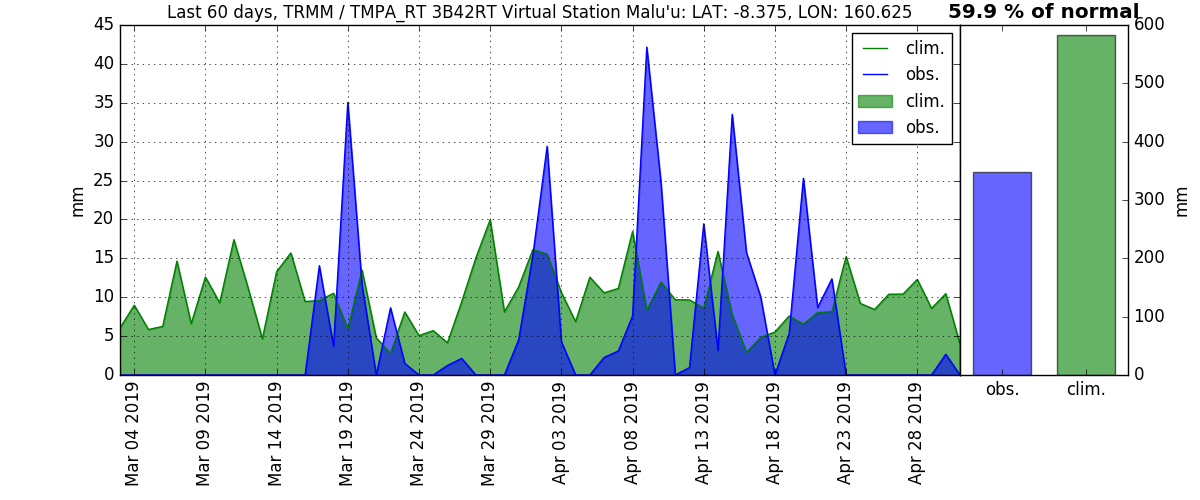 Last 60 days, TRMM / TMPA_RT 3B42RT Virtual Station Malu'u: LAT: -8.375, LON: 160.625
59.9 % of normal
45
40
35
30
25
20
15
10
5
0
mm
clim.
obs.
clim.
obs.
600
500
400
300
200
100
0
mm
Mar 04 2019
Mar 09 2019
Mar 14 2019
Mar 19 2019
Mar 24 2019
Mar 29 2019
Apr 03 2019
Apr 08 2019
Apr 13 2019
Apr 18 2019
Apr 23 2019
Apr 28 2019
obs.
clim.